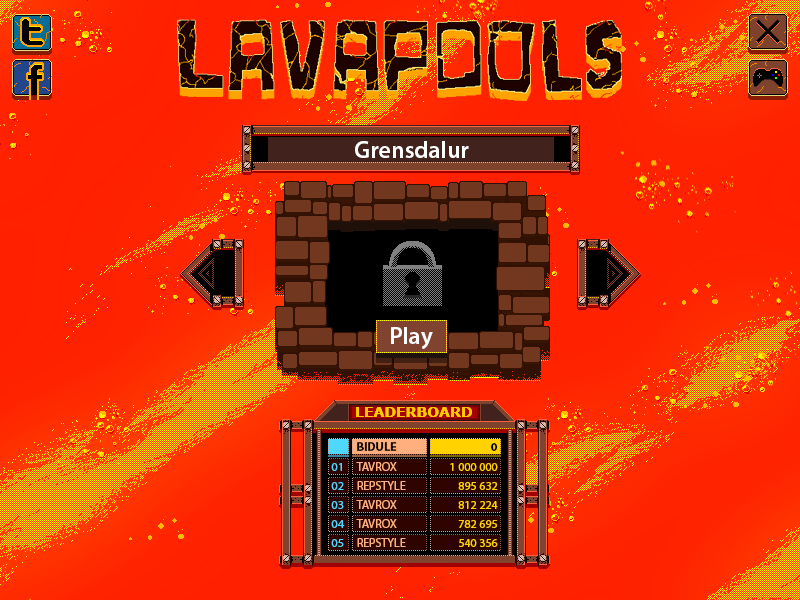 LAVAPOOLS
Grensdalur
Play
LEADERBOARD
BIDULE 0
01 TAVROX 1 000 000
02 REPSTYLE 895 632
03 TAVROX 812 224
04 TAVROX 782 695
05 REPSTYLE 540 356